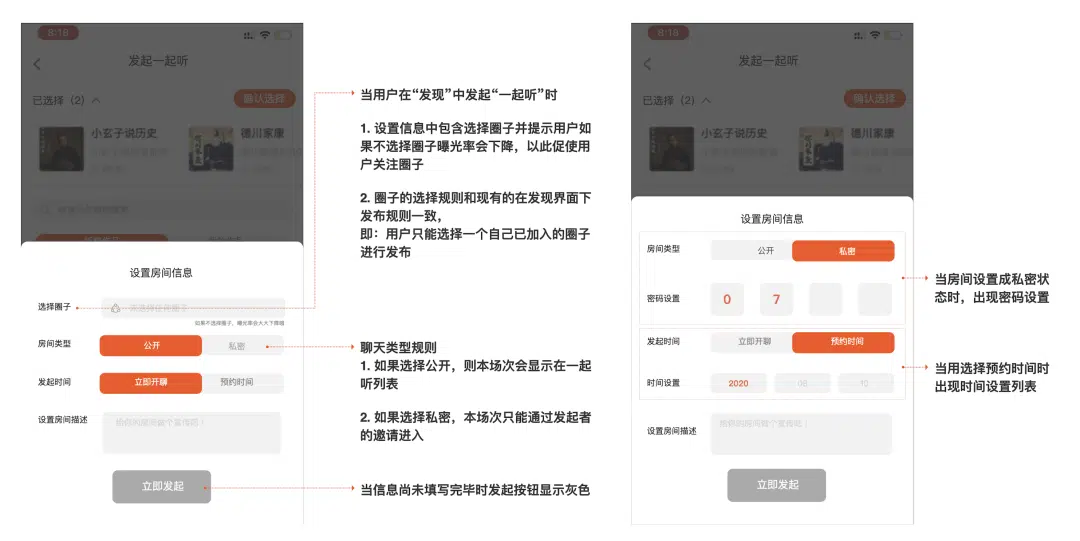 8:16
发起一起听
已选择（2）
确认选择
小玄子说历史
德川家康
设置房间信息
选择圈子
未选择任何圈子
如果不选择圈子，曝光率会大大下降哦
房间类型
公开
私密
发起时间
立即开聊
预约时间
设置房间描述
给你的房间做个宣传吧！
立即发起
当用户在“发现”中发起“一起听”时
1. 设置信息中包含选择圈子并提示用户如
果不选择圈子曝光率会下降，以此促使用
户关注圈子
2. 圈子的选择规则和现有的在发现界面下
发布规则一致，
即：用户只能选择一个自己已加入的圈子
进行发布
聊天类型规则
1. 如果选择公开，则本场次会显示在一起
听列表
2. 如果选择私密，本场次只能通过发起者
的邀请进入
当信息尚未填写完毕时发起按钮显示灰色
8:16
发起一起听
已选择（2）
确认选择
小玄子说历史
德川家康
设置房间信息
房间类型
公开
私密
密码设置
0 7
发起时间
立即开聊
预约时间
时间设置
2020
06
10
设置房间描述
给你的房间做个宣传吧！
立即发起
当房间设置成私密状
态时，出现密码设置
当用选择预约时间时
出现时间设置列表